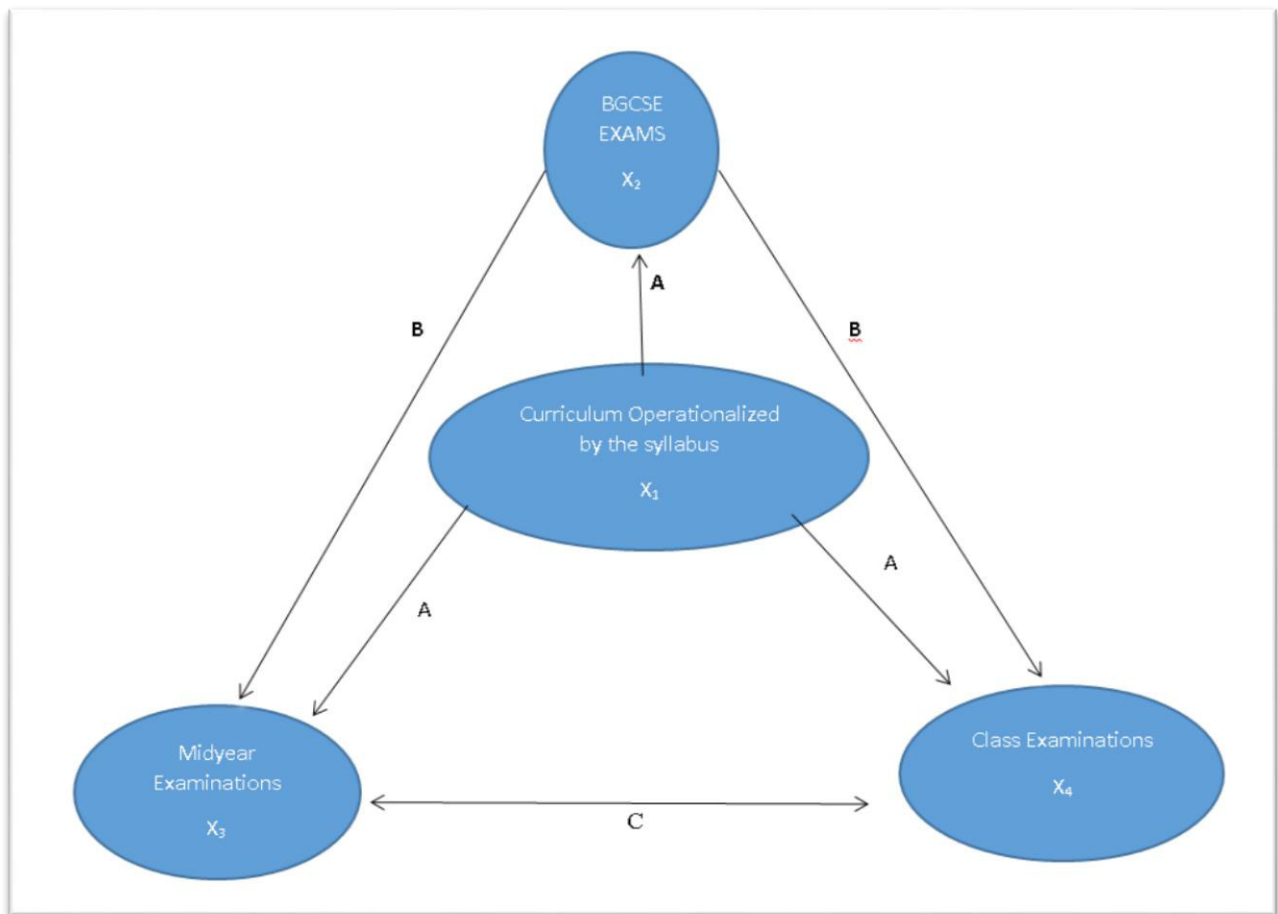 BGCSE
EXAMS
X₂
A
B
B
Curriculum Operationalized
by the syllabus
X₁
A
A
Midyear
Examinations
X₃
Class Examinations
X₄
C